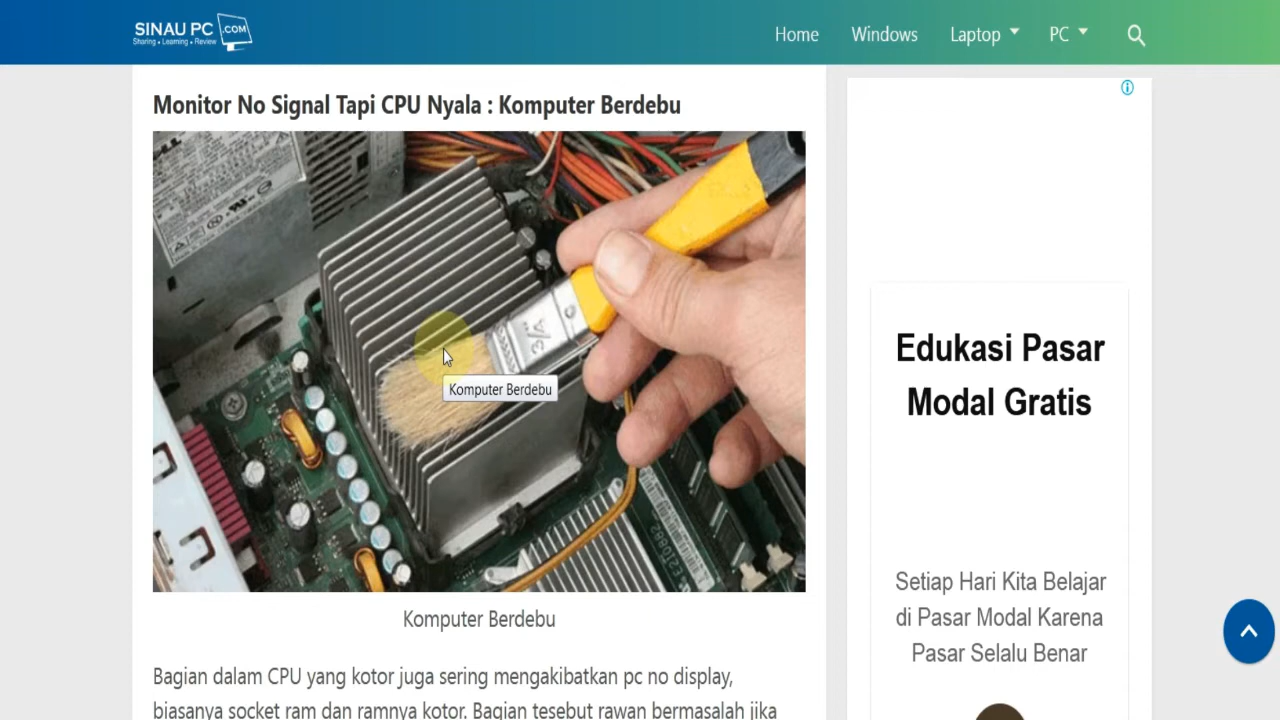 SINAU PC .COM
Sharing • Learning • Review
Home
Windows
Laptop
PC
Monitor No Signal Tapi CPU Nyala : Komputer Berdebu
3/4"
Komputer Berdebu
Komputer Berdebu
Bagian dalam CPU yang kotor juga sering mengakibatkan pc no display,
biasanya socket ram dan ramnya kotor. Bagian tesebut rawan bermasalah jika
Edukasi Pasar
Modal Gratis
Setiap Hari Kita Belajar
di Pasar Modal Karena
Pasar Selalu Benar